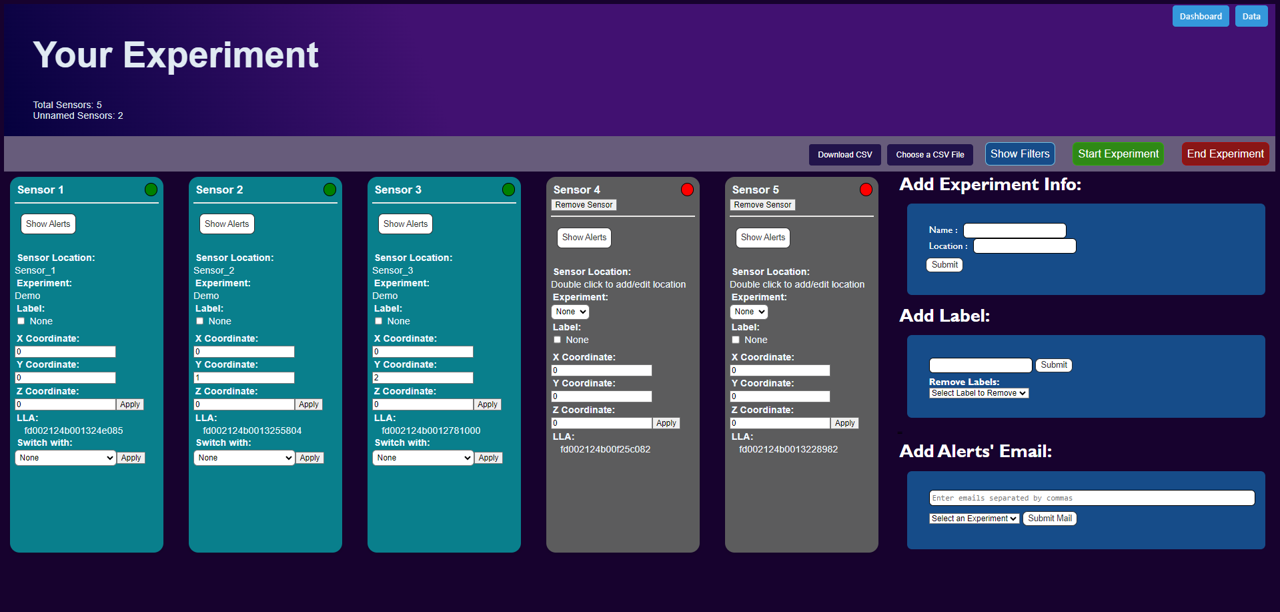 Dashboard Data
Your Experiment
Total Sensors: 5
Unnamed Sensors: 2
Download CSV Choose a CSV File Show Filters Start Experiment End Experiment
Sensor 1
Show Alerts
Sensor Location:
Sensor_1
Experiment:
Demo
Label:
None
X Coordinate:
0
Y Coordinate:
0
Z Coordinate:
0 Apply
LLA:
fd002124b001324e085
Switch with:
None Apply
Sensor 2
Show Alerts
Sensor Location:
Sensor_2
Experiment:
Demo
Label:
None
X Coordinate:
0
Y Coordinate:
1
Z Coordinate:
0 Apply
LLA:
fd002124b0013255804
Switch with:
None Apply
Sensor 3
Show Alerts
Sensor Location:
Sensor_3
Experiment:
Demo
Label:
None
X Coordinate:
0
Y Coordinate:
2
Z Coordinate:
0 Apply
LLA:
fd002124b0012781000
Switch with:
None Apply
Sensor 4
Remove Sensor
Show Alerts
Sensor Location:
Double click to add/edit location
Experiment:
None
Label:
None
X Coordinate:
0
Y Coordinate:
0
Z Coordinate:
0 Apply
LLA:
fd002124b00f25c082
Sensor 5
Remove Sensor
Show Alerts
Sensor Location:
Double click to add/edit location
Experiment:
None
Label:
None
X Coordinate:
0
Y Coordinate:
0
Z Coordinate:
0 Apply
LLA:
fd002124b0013228982
Add Experiment Info:
Name :
Location :
Submit
Add Label:
Submit
Remove Labels:
Select Label to Remove
Add Alerts' Email:
Enter emails separated by commas
Select an Experiment Submit Mail